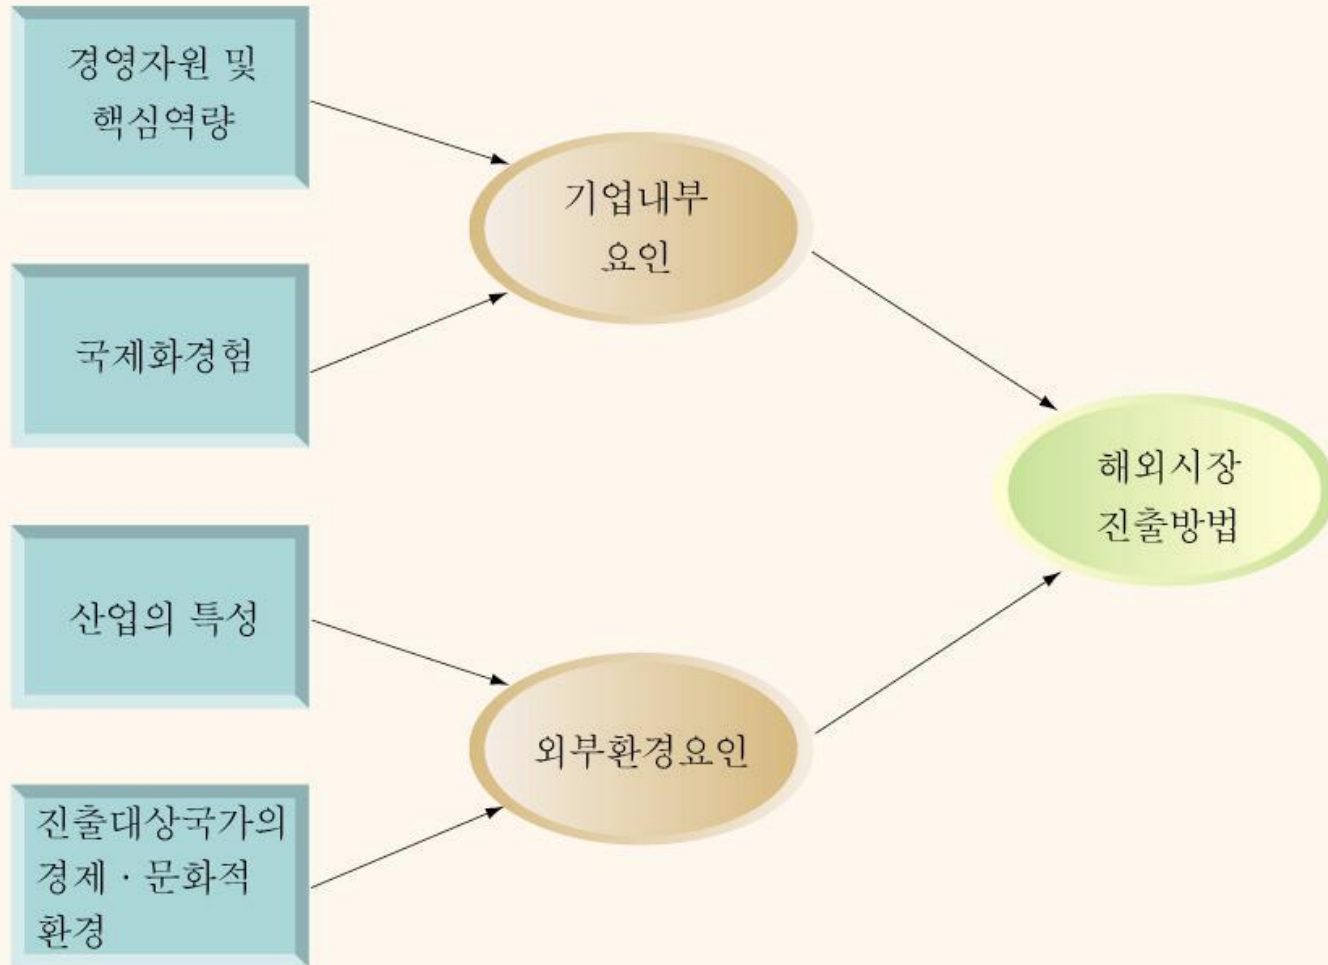 경영자원 및
핵심역량
기업내부
요인
국제화경험
해외시장
진출방법
산업의 특성
외부환경요인
진출대상국가의
경제 · 문화적
환경